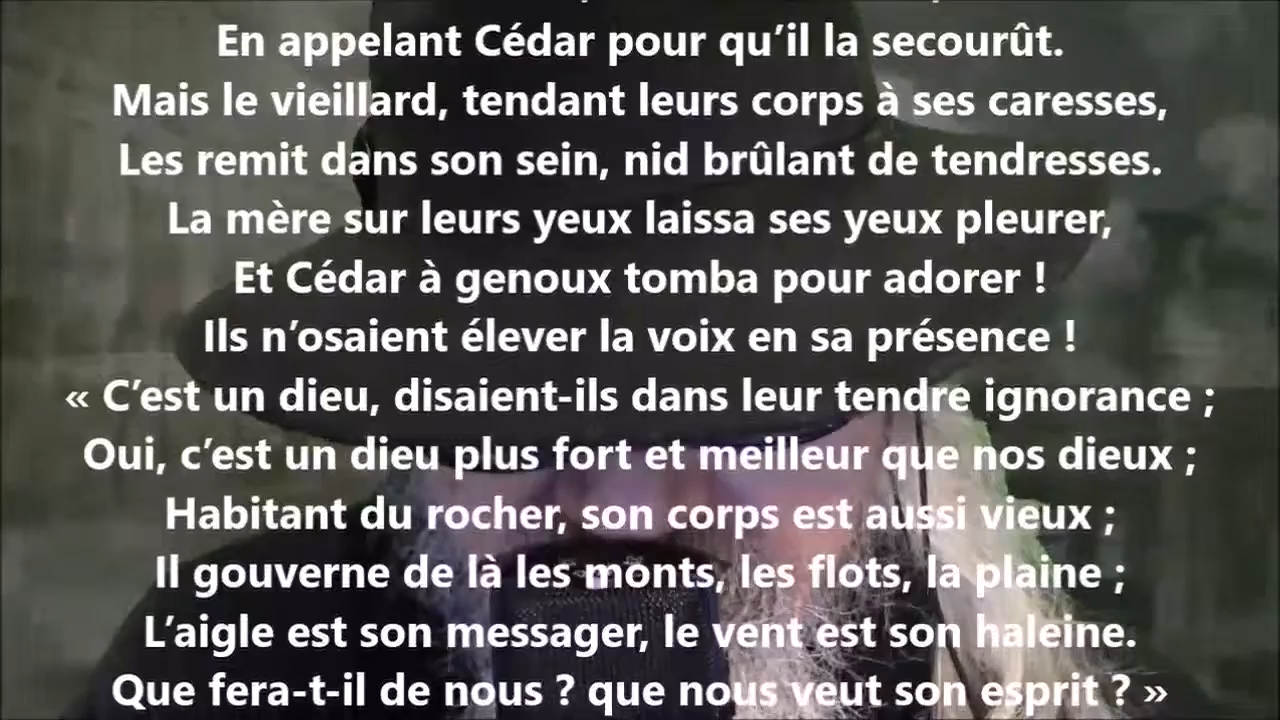 En appelant Cédar pour qu’il la secourût.
Mais le vieillard, tendant leurs corps à ses caresses,
Les remit dans son sein, nid brûlant de tendresses.
La mère sur leurs yeux laissa ses yeux pleurer,
Et Cédar à genoux tomba pour adorer !
Ils n’osaient élever la voix en sa présence !
« C’est un dieu, disaient-ils dans leur tendre ignorance ;
Oui, c’est un dieu plus fort et meilleur que nos dieux ;
Habitant du rocher, son corps est aussi vieux ;
Il gouverne de là les monts, les flots, la plaine ;
L’aigle est son messager, le vent est son haleine.
Que fera-t-il de nous ? que nous veut son esprit ? »